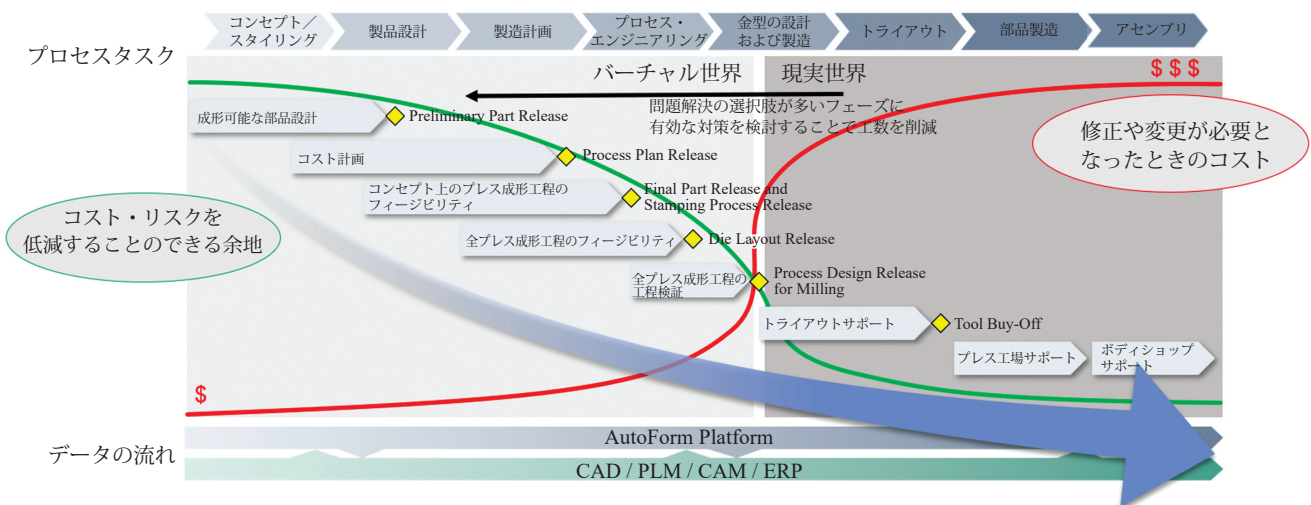 コンセプト／
スタイリング
製品設計
製造計画
プロセス・
エンジニアリング
金型の設計
および製造
トライアウト
部品製造
アセンブリ
プロセスタスク
バーチャル世界
現実世界
$ $ $
問題解決の選択肢が多いフェーズに
有効な対策を検討することで工数を削減
修正や変更が必要と
なったときのコスト
成形可能な部品設計
Preliminary Part Release
コスト計画
Process Plan Release
コンセプト上のプレス成形工程の
フィージビリティ
Final Part Release and
Stamping Process Release
コスト・リスクを
低減することのできる余地
全プレス成形工程のフィージビリティ
Die Layout Release
全プレス成形工程の
工程検証
Process Design Release
for Milling
トライアウトサポート
Tool Buy-Off
プレス工場サポート
ボディショップ
サポート
$
データの流れ
AutoForm Platform
CAD / PLM / CAM / ERP